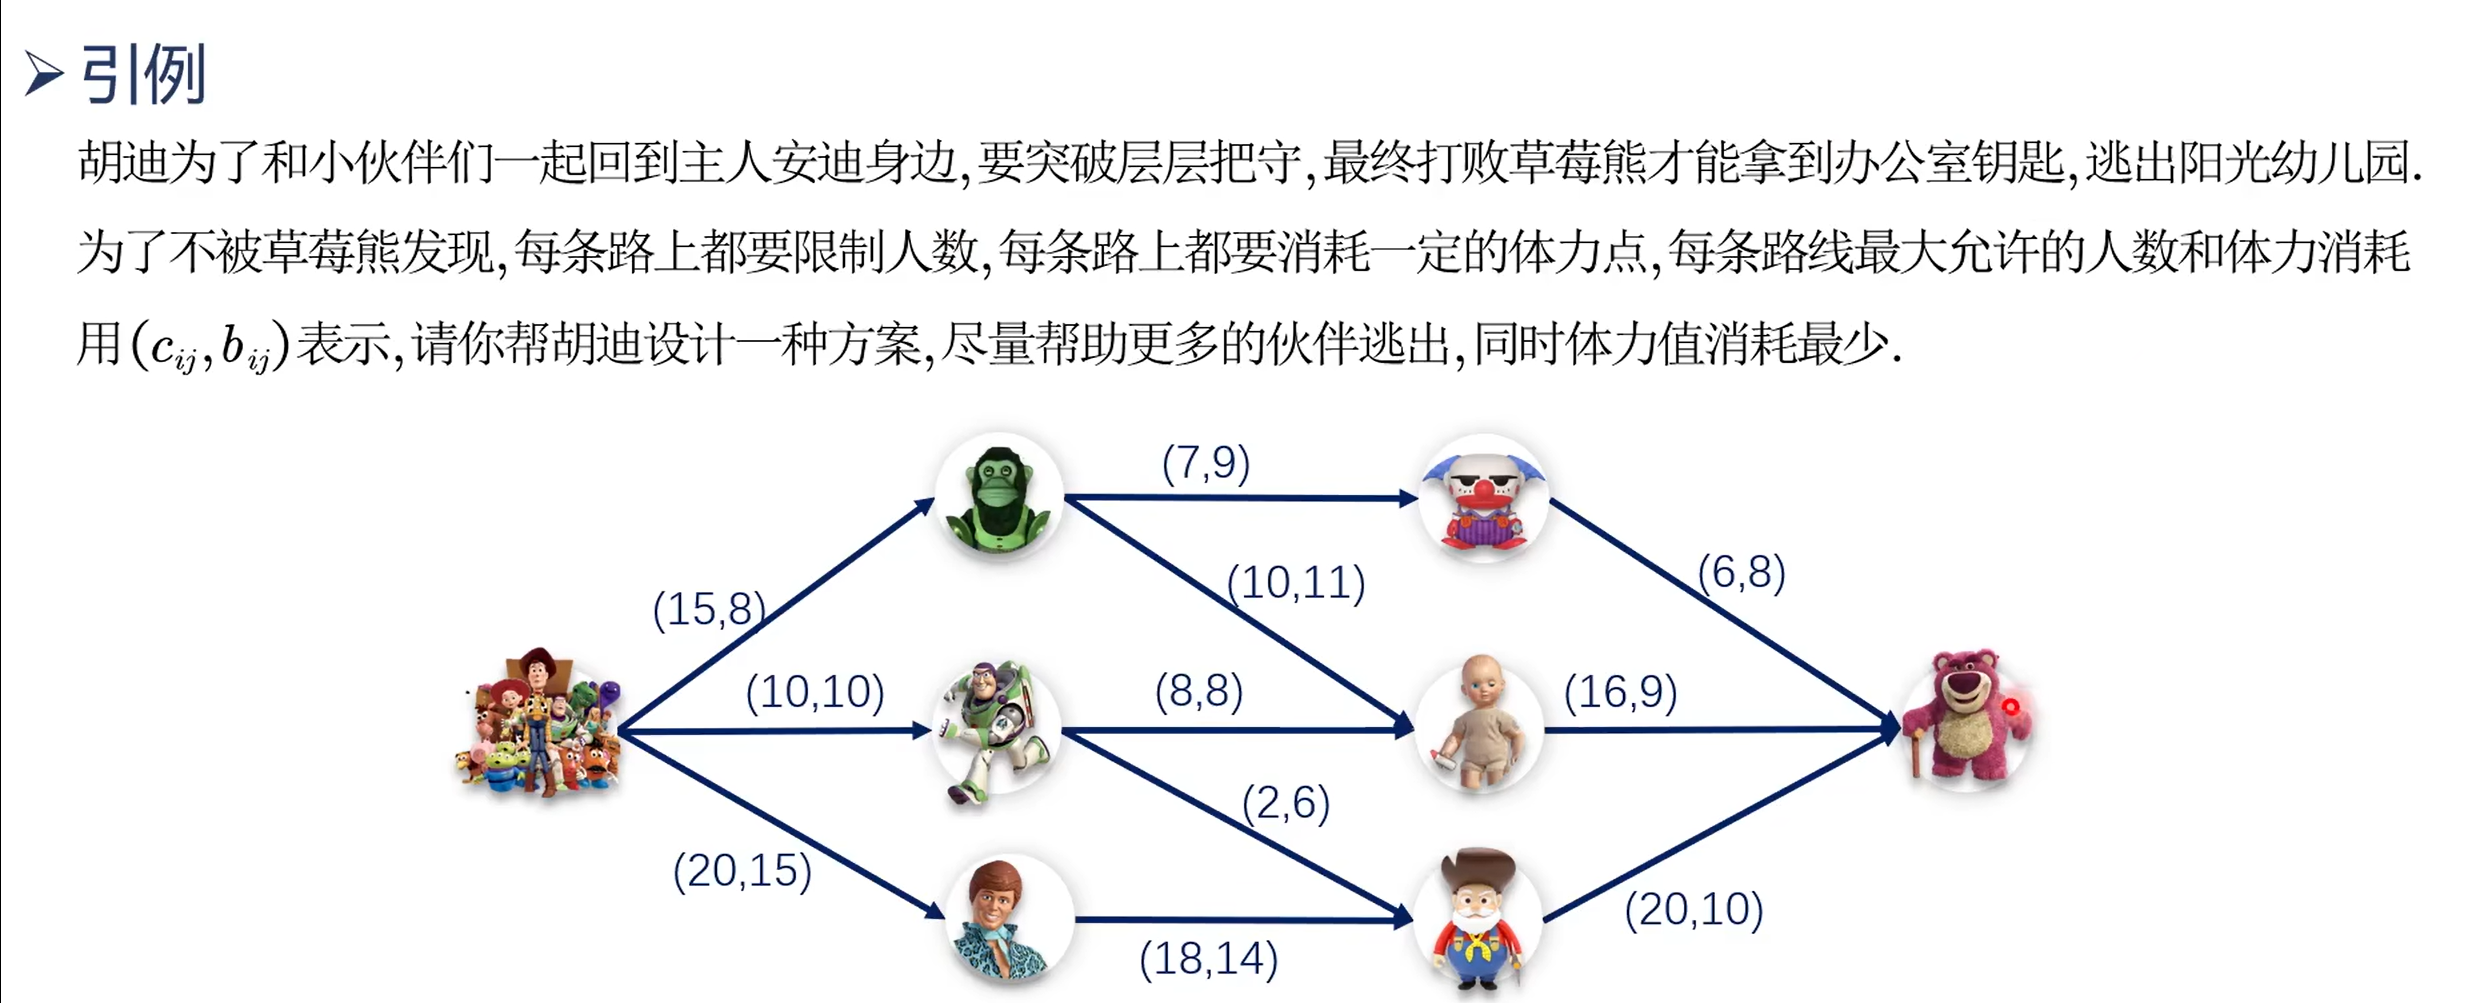 引例
胡迪为了和小伙伴们一起回到主人安迪身边,要突破层层把守,最终打败草莓熊才能拿到办公室钥匙,逃出阳光幼儿园.
为了不被草莓熊发现,每条路上都要限制人数,每条路上都要消耗一定的体力点,每条路线最大允许的人数和体力消耗
用(c_{ij},b_{ij})表示,请你帮胡迪设计一种方案,尽量帮助更多的伙伴逃出,同时体力值消耗最少.
(7,9)
(10,11)
(6,8)
(15,8)
(10,10)
(8,8)
(16,9)
(2,6)
(20,15)
(20,10)
(18,14)